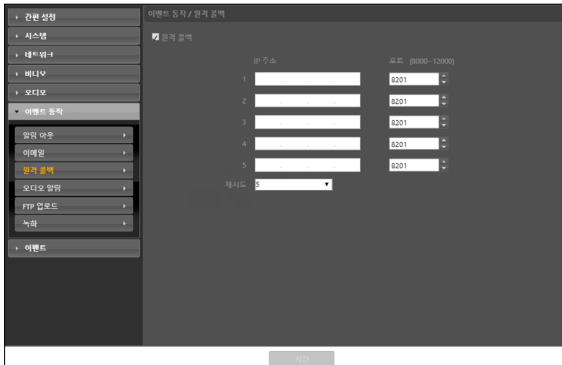 간편 설정
이벤트 동작 / 원격 콜백
시스템
원격 콜백
네트워크
IP 주소
포트 (8000~12000)
비디오
1 . . . 8201
오디오
2 . . . 8201
이벤트 동작
3 . . . 8201
알람 아웃
4 . . . 8201
이메일
5 . . . 8201
원격 콜백
재시도 5
오디오 알람
FTP 업로드
녹화
이벤트
저장